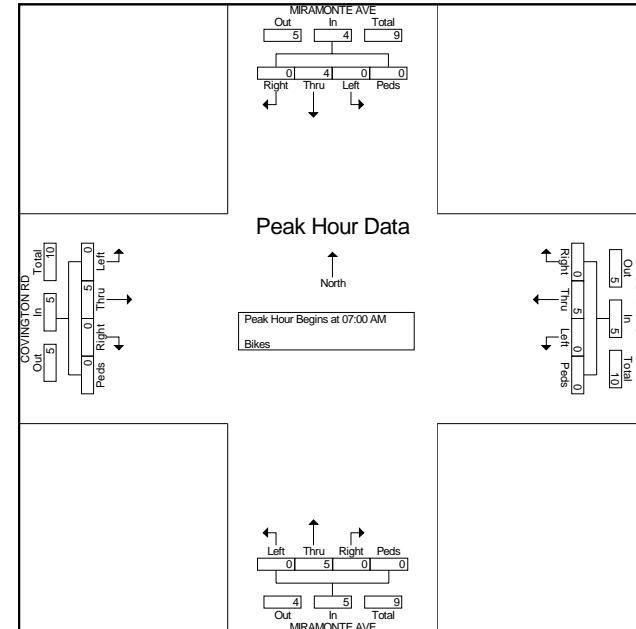 MIRAMONTE AVE
Out In Total
5 4 9
0 4 0 0
Right Thru Left Peds
Peak Hour Data
North
Peak Hour Begins at 07:00 AM
Bikes
COVINGTON RD
Total In Out
10 5 5
0 5 0 0
Left Thru Right Peds
Right Thru Left Peds
0 5 0 0
Out In Total
5 5 10
Left Thru Right Peds
0 5 0 0
4 5 9
Out In Total
MIRAMONTE AVE